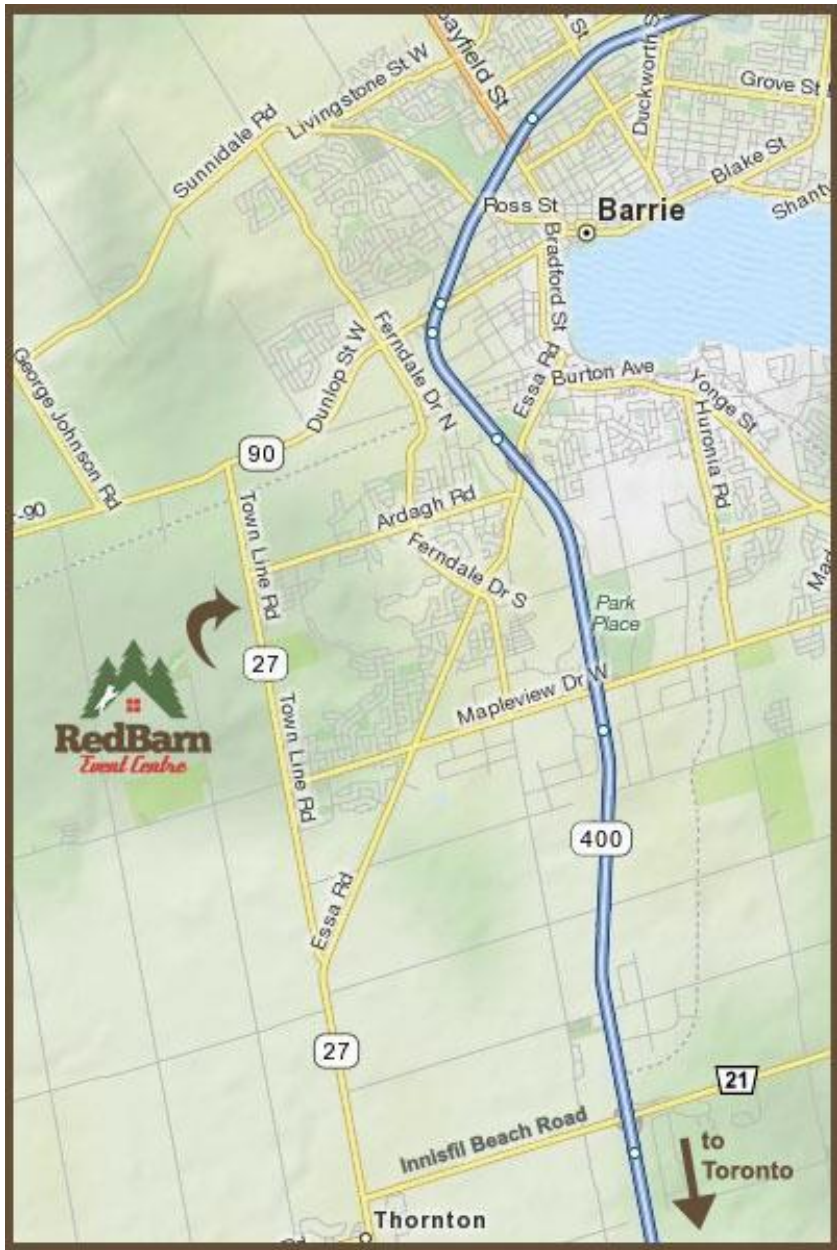 Bayfield St
St
Duckworth S
Grove St
Livingstone St W
Sunnidale Rd
Blake St
Shanty
Ross St
Barrie
Bradford St
George Johnson Rd
Dunlop St W
Ferndale Dr N
Essa Rd
Burton Ave
Yonge St
Huronia Rd
90
-90
Town Line Rd
Ardagh Rd
Ferndale Dr S
Park
Place
27
RedBarn
Event Centre
Town Line Rd
Mapleview Dr W
400
Essa Rd
27
21
Innisfil Beach Road
to
Toronto
Thornton